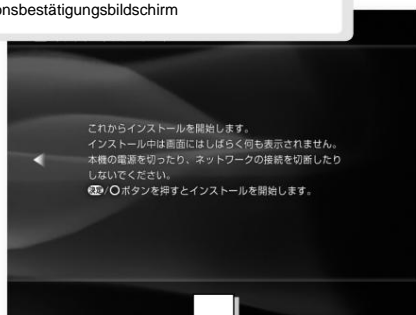 onsbestätigungsbildschirm
これからインストールを開始します。
インストール中は画面にはしばらく何も表示されません。
本機の電源を切ったり、ネットワークの接続を切断したり
しないでください。
決定/○ボタンを押すとインストールを開始します。